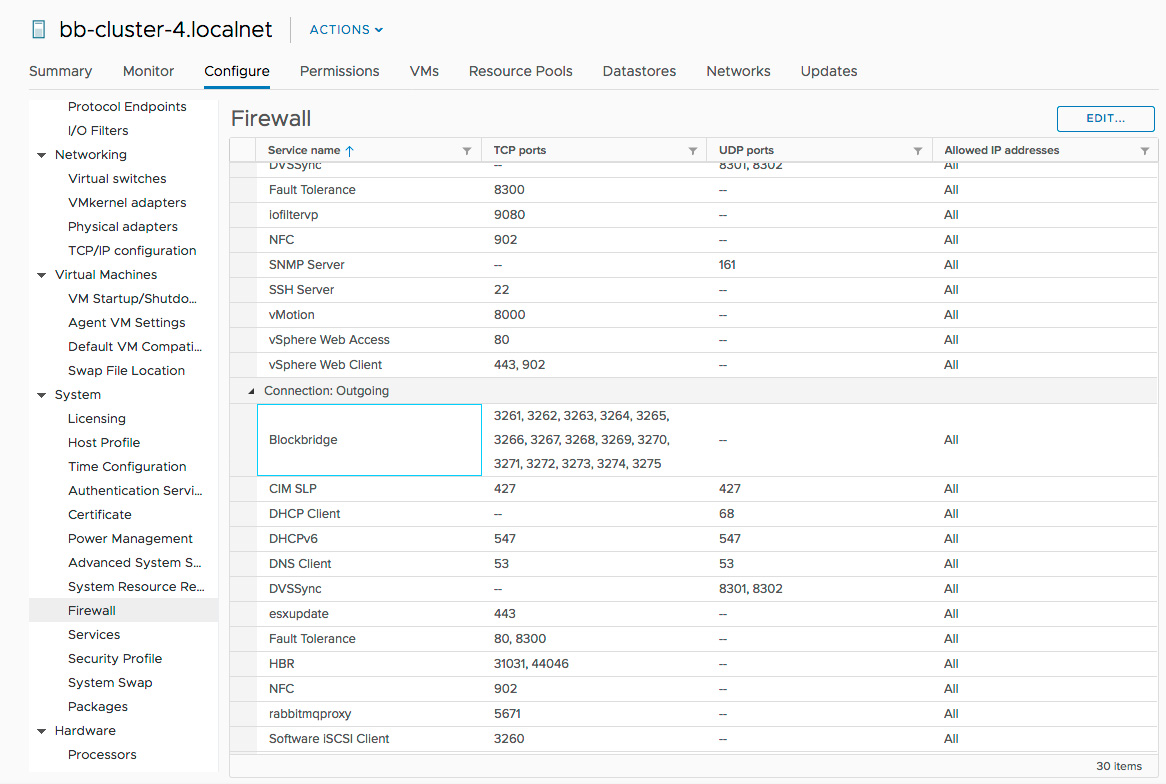 bb-cluster-4.localnet ACTIONS
Summary Monitor Configure Permissions VMs Resource Pools Datastores Networks Updates
Protocol Endpoints
I/O Filters
Networking
Virtual switches
VMkernel adapters
Physical adapters
TCP/IP configuration
Virtual Machines
VM Startup/Shutdo...
Agent VM Settings
Default VM Compati...
Swap File Location
System
Licensing
Host Profile
Time Configuration
Authentication Servi...
Certificate
Power Management
Advanced System S...
System Resource Re...
Firewall
Services
Security Profile
System Swap
Packages
Hardware
Processors
Firewall EDIT...
Service name TCP ports UDP ports Allowed IP addresses
DVSSync -- 8301, 8302 All
Fault Tolerance 8300 -- All
iofiltervp 9080 -- All
NFC 902 -- All
SNMP Server -- 161 All
SSH Server 22 -- All
vMotion 8000 -- All
vSphere Web Access 80 -- All
vSphere Web Client 443, 902 -- All
Connection: Outgoing
3261, 3262, 3263, 3264, 3265,
Blockbridge 3266, 3267, 3268, 3269, 3270, -- All
3271, 3272, 3273, 3274, 3275
CIM SLP 427 427 All
DHCP Client -- 68 All
DHCPv6 547 547 All
DNS Client 53 53 All
DVSSync -- 8301, 8302 All
esxupdate 443 -- All
Fault Tolerance 80, 8300 -- All
HBR 31031, 44046 -- All
NFC 902 -- All
rabbitmqproxy 5671 -- All
Software iSCSI Client 3260 -- All
30 items